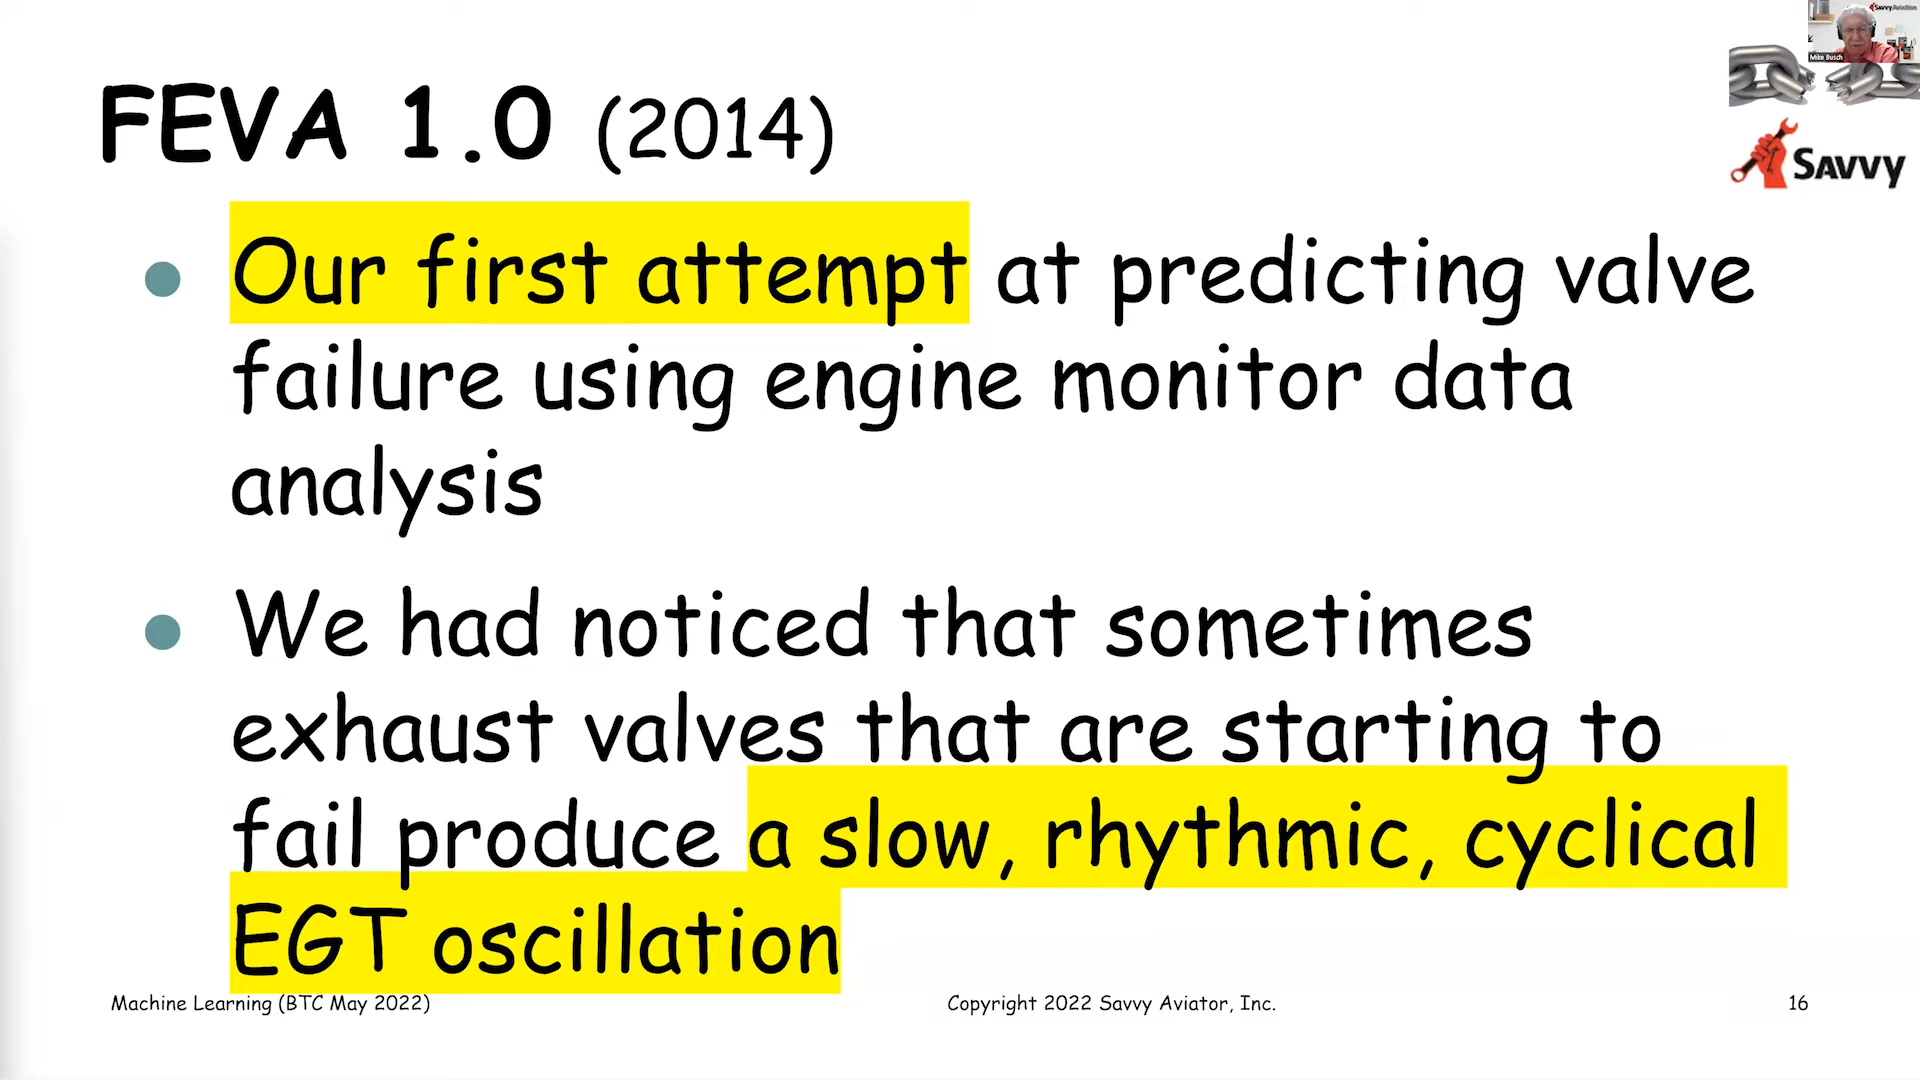 SavvyAviation
Mike Busch
FEVA 1.0 (2014)
SAVVY
Our first attempt at predicting valve
failure using engine monitor data
analysis
We had noticed that sometimes
exhaust valves that are starting to
fail produce a slow, rhythmic, cyclical
EGT oscillation
Machine Learning (BTC May 2022)
Copyright 2022 Savvy Aviator, Inc.
16